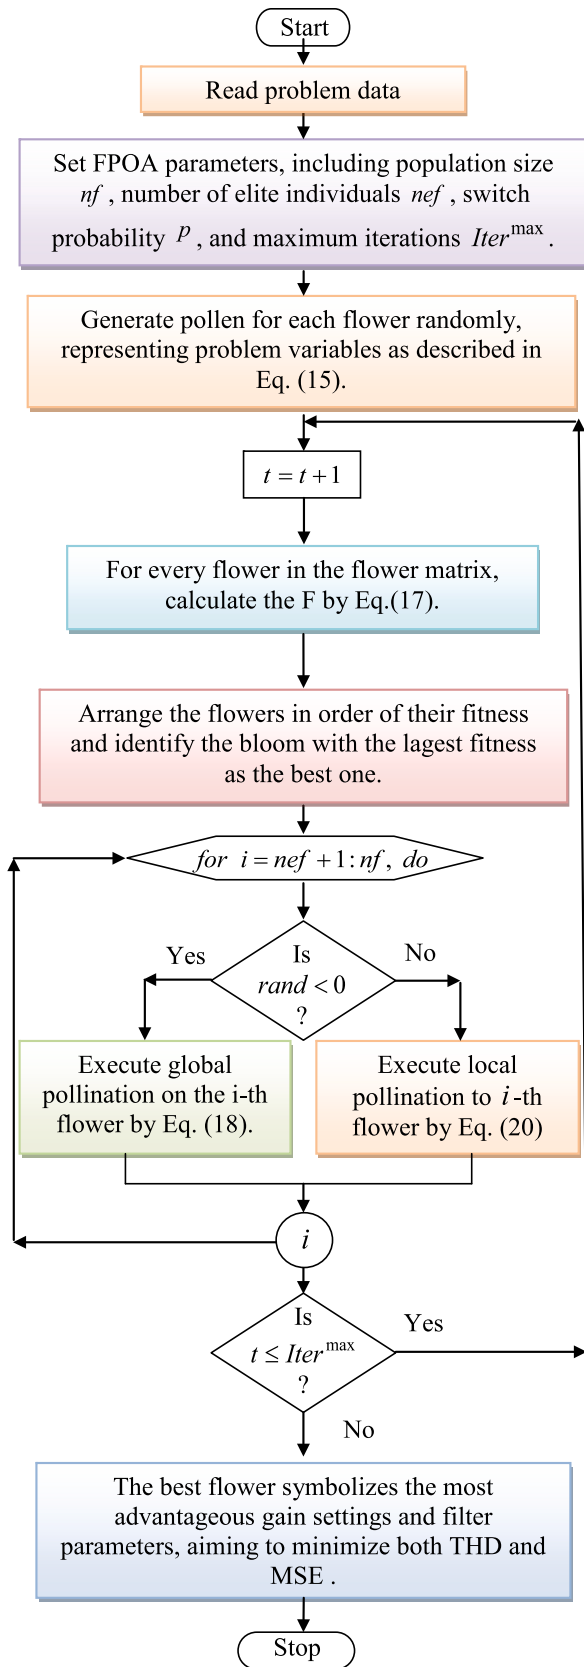 Start
Read problem data
Set FPOA parameters, including population size
nf , number of elite individuals nef , switch
probability p , and maximum iterations Iter^max .
Generate pollen for each flower randomly,
representing problem variables as described in
Eq. (15).
t = t + 1
For every flower in the flower matrix,
calculate the F by Eq.(17).
Arrange the flowers in order of their fitness
and identify the bloom with the lagest fitness
as the best one.
for i = nef + 1 : nf , do
Is
rand < 0
?
Yes
No
Execute global
pollination on the i-th
flower by Eq. (18).
Execute local
pollination to i -th
flower by Eq. (20)
i
Is
t ≤ Iter^max
?
Yes
No
The best flower symbolizes the most
advantageous gain settings and filter
parameters, aiming to minimize both THD and
MSE .
Stop